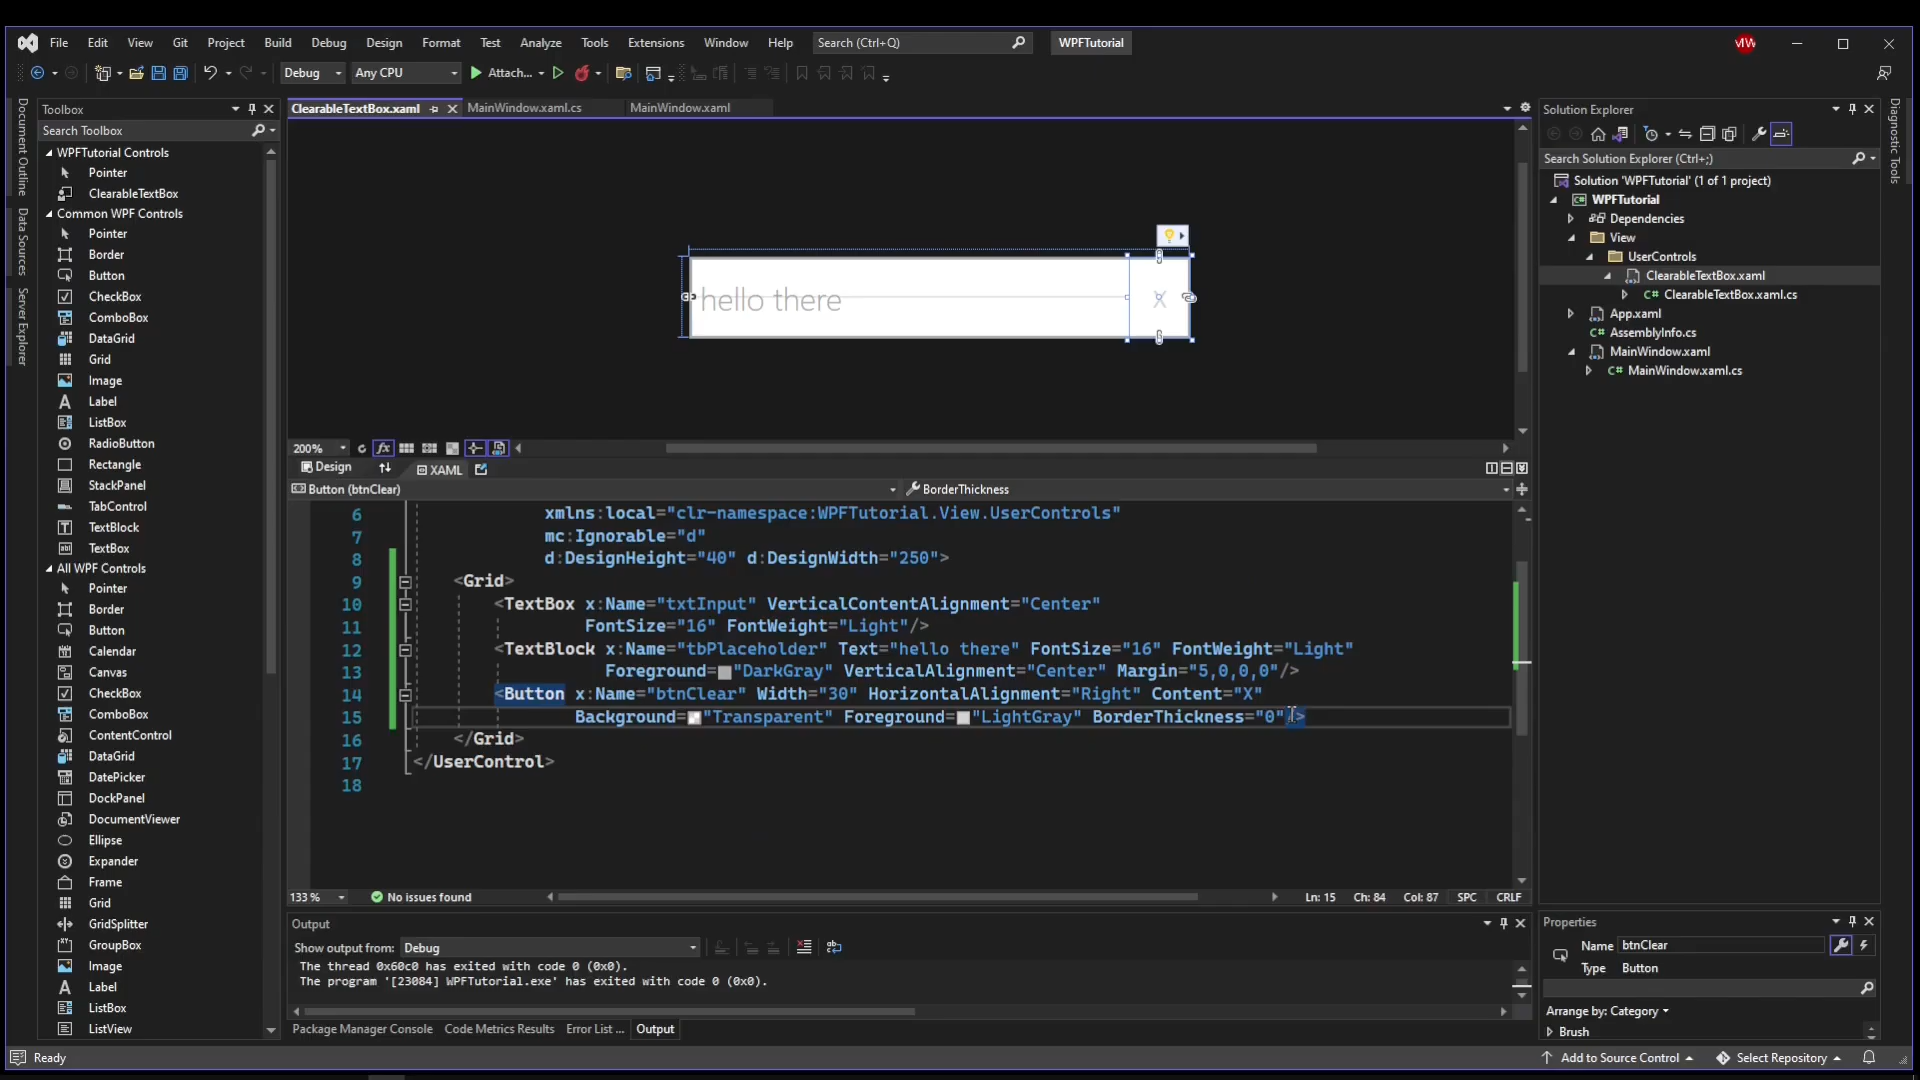 File Edit View Git Project Build Debug Design Format Test Analyze Tools Extensions Window Help Search (Ctrl+Q) WPFTutorial MW
Debug Any CPU Attach...
Document Outline
Data Sources
Server Explorer
Toolbox
Search Toolbox
WPFTutorial Controls
Pointer
ClearableTextBox
Common WPF Controls
Pointer
Border
Button
CheckBox
ComboBox
DataGrid
Grid
Image
Label
ListBox
RadioButton
Rectangle
StackPanel
TabControl
TextBlock
TextBox
All WPF Controls
Pointer
Border
Button
Calendar
Canvas
CheckBox
ComboBox
ContentControl
DataGrid
DatePicker
DockPanel
DocumentViewer
Ellipse
Expander
Frame
Grid
GridSplitter
GroupBox
Image
Label
ListBox
ListView
ClearableTextBox.xaml MainWindow.xaml.cs MainWindow.xaml
hello there X
200% fx
Design XAML
Button (btnClear) BorderThickness
6 xmlns:local="clr-namespace:WPFTutorial.View.UserControls"
7 mc:Ignorable="d"
8 d:DesignHeight="40" d:DesignWidth="250">
9 <Grid>
10 <TextBox x:Name="txtInput" VerticalContentAlignment="Center"
11 FontSize="16" FontWeight="Light"/>
12 <TextBlock x:Name="tbPlaceholder" Text="hello there" FontSize="16" FontWeight="Light"
13 Foreground="DarkGray" VerticalAlignment="Center" Margin="5,0,0,0"/>
14 <Button x:Name="btnClear" Width="30" HorizontalAlignment="Right" Content="X"
15 Background="Transparent" Foreground="LightGray" BorderThickness="0"/>
16 </Grid>
17 </UserControl>
18
133 % No issues found Ln: 15 Ch: 84 Col: 87 SPC CRLF
Output
Show output from: Debug
The thread 0x60c0 has exited with code 0 (0x0).
The program '[23084] WPFTutorial.exe' has exited with code 0 (0x0).
Package Manager Console Code Metrics Results Error List ... Output
Solution Explorer
Search Solution Explorer (Ctrl+;)
Solution 'WPFTutorial' (1 of 1 project)
WPFTutorial
Dependencies
View
UserControls
ClearableTextBox.xaml
C# ClearableTextBox.xaml.cs
App.xaml
C# AssemblyInfo.cs
MainWindow.xaml
C# MainWindow.xaml.cs
Diagnostic Tools
Properties
Name btnClear
Type Button
Arrange by: Category
Brush
Ready Add to Source Control Select Repository